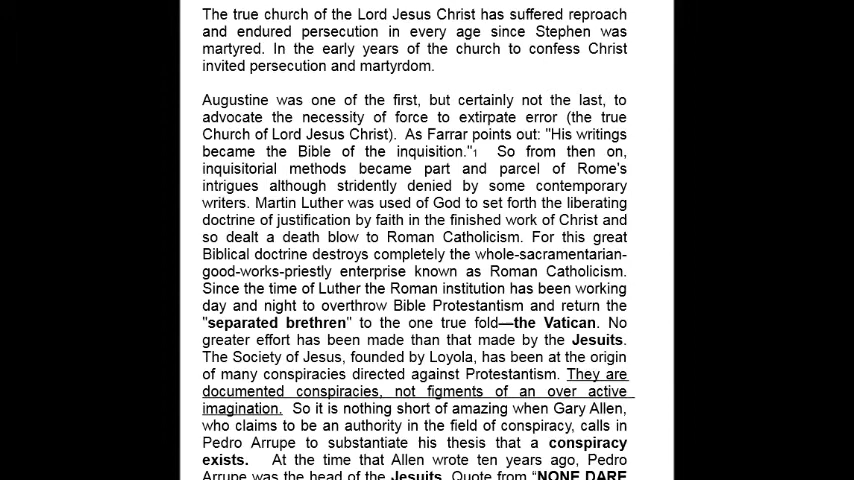 The true church of the Lord Jesus Christ has suffered reproach
and endured persecution in every age since Stephen was
martyred. In the early years of the church to confess Christ
invited persecution and martyrdom.
Augustine was one of the first, but certainly not the last, to
advocate the necessity of force to extirpate error (the true
Church of Lord Jesus Christ). As Farrar points out: "His writings
became the Bible of the inquisition."1 So from then on,
inquisitorial methods became part and parcel of Rome's
intrigues although stridently denied by some contemporary
writers. Martin Luther was used of God to set forth the liberating
doctrine of justification by faith in the finished work of Christ and
so dealt a death blow to Roman Catholicism. For this great
Biblical doctrine destroys completely the whole-sacramentarian-
good-works-priestly enterprise known as Roman Catholicism.
Since the time of Luther the Roman institution has been working
day and night to overthrow Bible Protestantism and return the
"separated brethren" to the one true fold—the Vatican. No
greater effort has been made than that made by the Jesuits.
The Society of Jesus, founded by Loyola, has been at the origin
of many conspiracies directed against Protestantism. They are
documented conspiracies, not figments of an over active
imagination. So it is nothing short of amazing when Gary Allen,
who claims to be an authority in the field of conspiracy, calls in
Pedro Arrupe to substantiate his thesis that a conspiracy
exists. At the time that Allen wrote ten years ago, Pedro
Arrupe was the head of the Jesuits. Quote from "NONE DARE